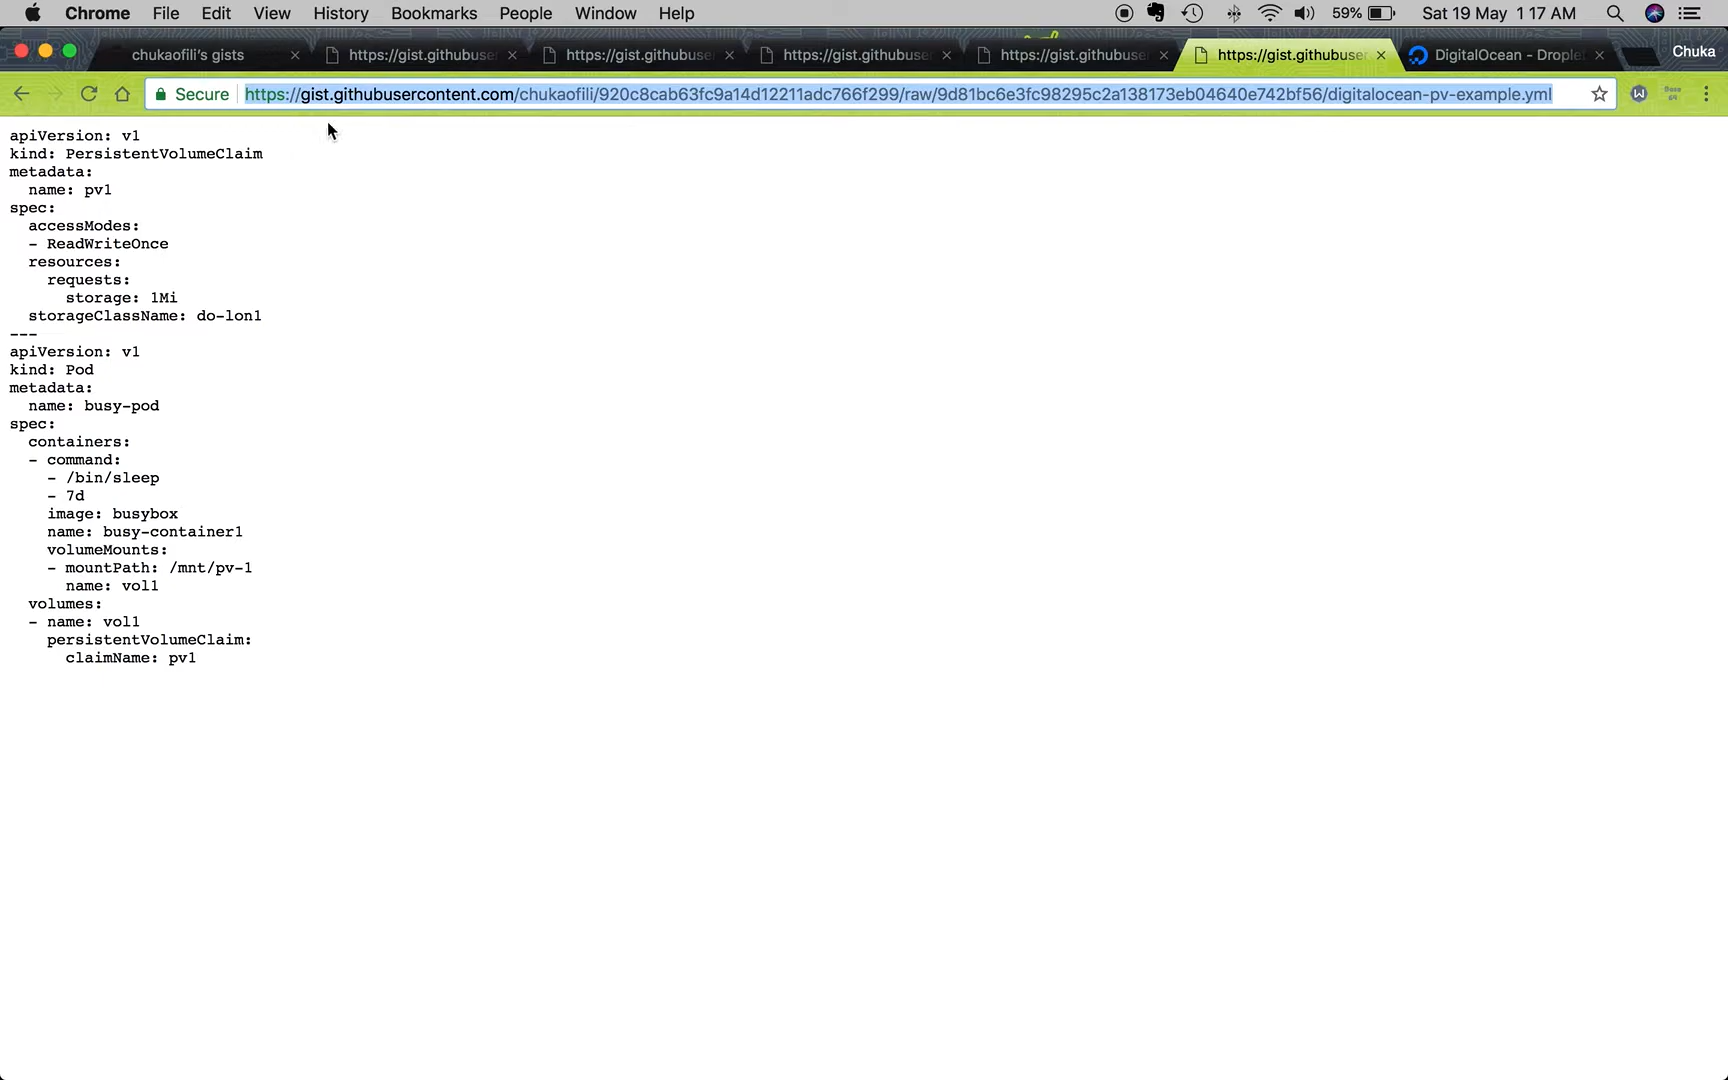 Chrome File Edit View History Bookmarks People Window Help 59% Sat 19 May 1 17 AM
chukaofili's gists https://gist.githubuse https://gist.githubuse https://gist.githubuse https://gist.githubuse https://gist.githubuse DigitalOcean - Drople Chuka
Secure https://gist.githubusercontent.com/chukaofili/920c8cab63fc9a14d12211adc766f299/raw/9d81bc6e3fc98295c2a138173eb04640e742bf56/digitalocean-pv-example.yml
apiVersion: v1
kind: PersistentVolumeClaim
metadata:
  name: pv1
spec:
  accessModes:
  - ReadWriteOnce
  resources:
    requests:
      storage: 1Mi
  storageClassName: do-lon1
---
apiVersion: v1
kind: Pod
metadata:
  name: busy-pod
spec:
  containers:
  - command:
    - /bin/sleep
    - 7d
    image: busybox
    name: busy-container1
    volumeMounts:
    - mountPath: /mnt/pv-1
      name: vol1
  volumes:
  - name: vol1
    persistentVolumeClaim:
      claimName: pv1